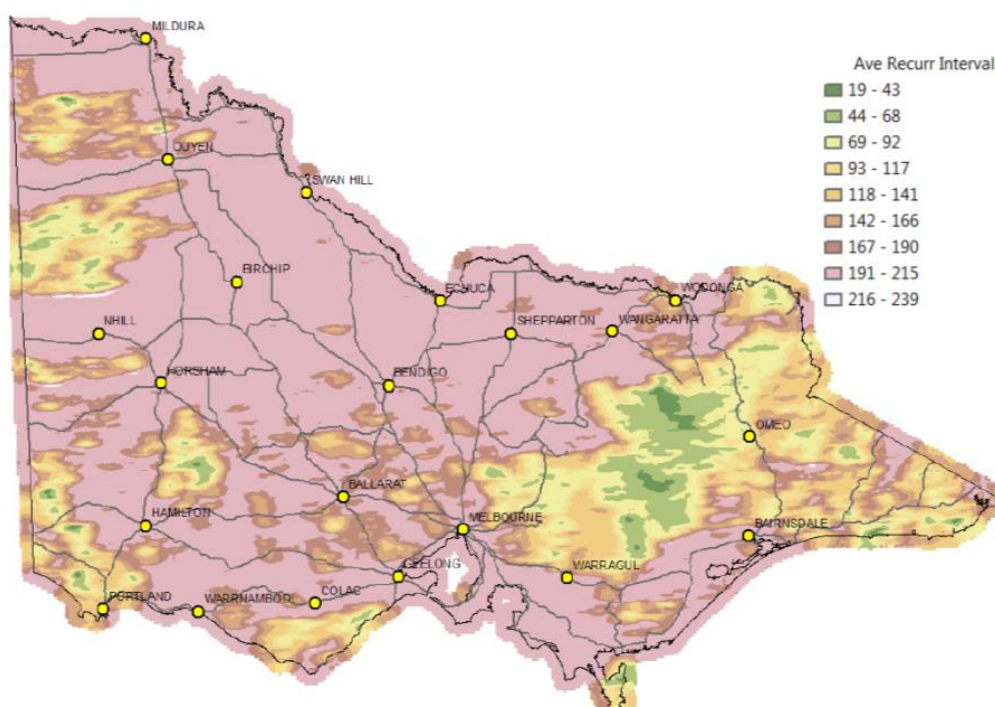 MILDURA
Ave Recurr Interval
19 - 43
44 - 68
69 - 92
93 - 117
118 - 141
142 - 166
167 - 190
191 - 215
216 - 239
OUYEN
SWAN HILL
BIRCHIP
ECHUCA
WODONGA
NHILL
SHEPPARTON
WANGARATTA
HORSHAM
BENDIGO
OMEO
BALLARAT
HAMILTON
MELBOURNE
BAIRNSDALE
GEELONG
WARRAGUL
PORTLAND
WARRNAMBOOL
COLAC